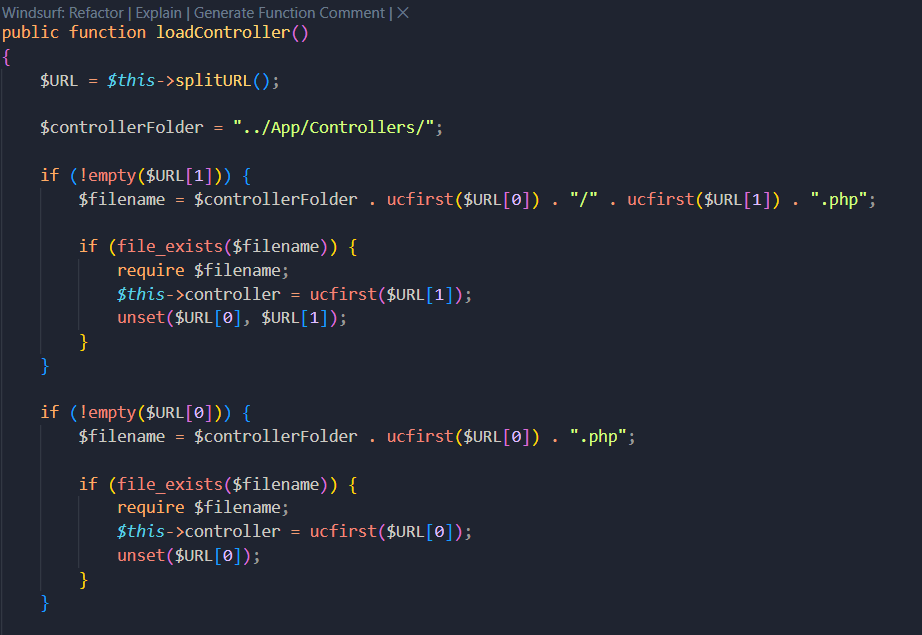 Windsurf: Refactor | Explain | Generate Function Comment | ×
public function loadController()
{
    $URL = $this->splitURL();
    $controllerFolder = "../App/Controllers/";
    if (!empty($URL[1])) {
        $filename = $controllerFolder . ucfirst($URL[0]) . "/" . ucfirst($URL[1]) . ".php";
        if (file_exists($filename)) {
            require $filename;
            $this->controller = ucfirst($URL[1]);
            unset($URL[0], $URL[1]);
        }
    }
    if (!empty($URL[0])) {
        $filename = $controllerFolder . ucfirst($URL[0]) . ".php";
        if (file_exists($filename)) {
            require $filename;
            $this->controller = ucfirst($URL[0]);
            unset($URL[0]);
        }
    }